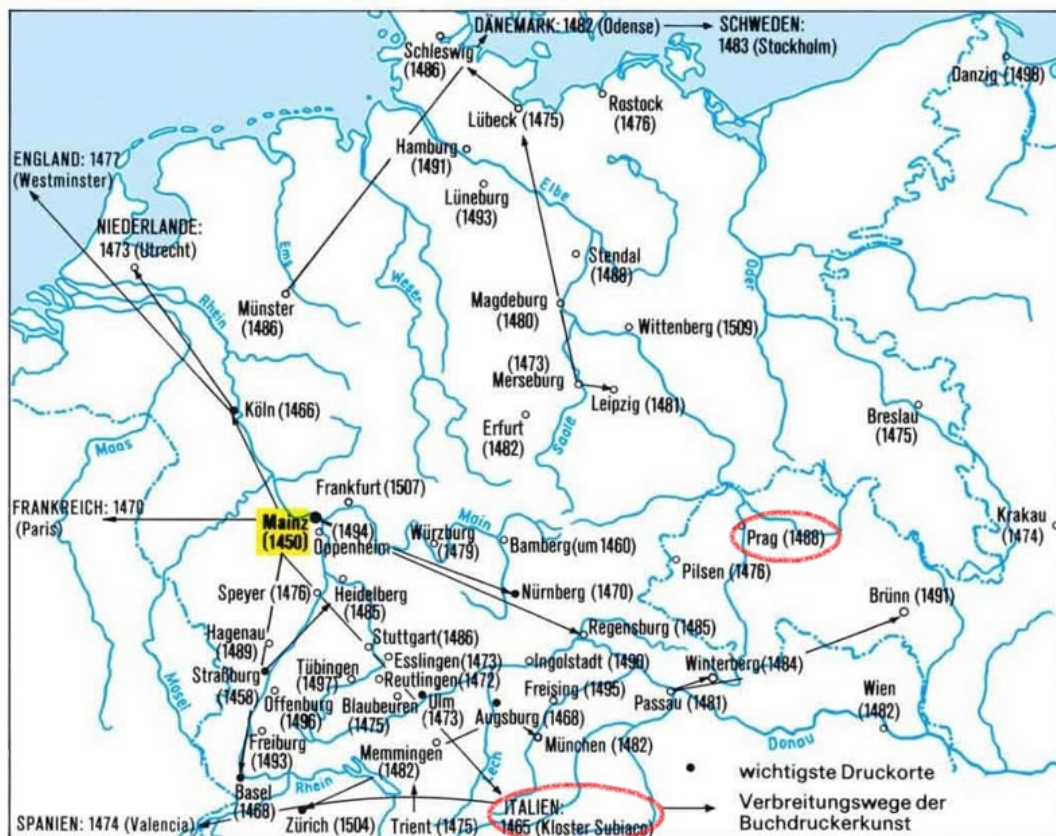 DÄNEMARK: 1482 (Odense)
SCHWEDEN:
1483 (Stockholm)
Schleswig
(1486)
Danzig (1498)
Rostock
(1476)
Lübeck (1475)
Hamburg
(1491)
ENGLAND: 1477
(Westminster)
Lüneburg
(1493)
Elbe
NIEDERLANDE:
1473 (Utrecht)
Ems
Weser
Stendal
(1488)
Oder
Rhein
Münster
(1486)
Magdeburg
(1480)
Wittenberg (1509)
(1473)
Merseburg
Leipzig (1481)
Köln (1466)
Breslau
(1475)
Erfurt
(1482)
Saale
Maas
Frankfurt (1507)
FRANKREICH: 1470
(Paris)
Mainz
(1450)
(1494)
Oppenheim
Main
Würzburg
(1479)
Bamberg (um 1460)
Prag (1488)
Krakau
(1474)
Pilsen (1476)
Speyer (1476)
Heidelberg
(1485)
Nürnberg (1470)
Brünn (1491)
Hagenau
(1489)
Stuttgart (1486)
Regensburg (1485)
Esslingen (1473)
Ingolstadt (1490)
Winterberg (1484)
Straßburg
(1458)
Tübingen
(1497)
Reutlingen (1472)
Mosel
Offenburg
(1496)
Blaubeuren
(1475)
Ulm
(1473)
Freising (1495)
Passau (1481)
Wien
(1482)
Augsburg (1468)
Freiburg
(1493)
Memmingen
(1482)
München (1482)
Donau
Lech
wichtigste Druckorte
Basel
(1468)
Rhein
ITALIEN:
1465 (Kloster Subiaco)
Verbreitungswege der
Buchdruckerkunst
SPANIEN: 1474 (Valencia)
Zürich (1504)
Trient (1475)